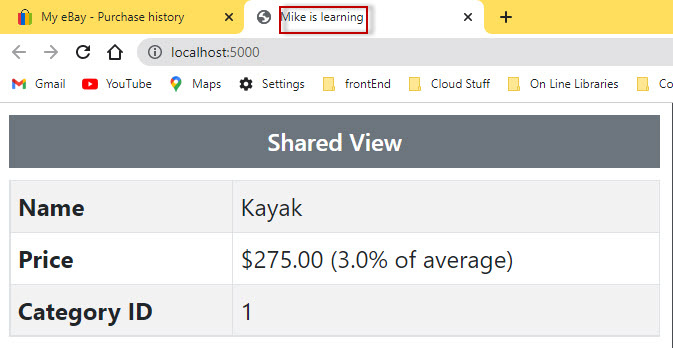 My eBay - Purchase history Mike is learning
localhost:5000
Gmail YouTube Maps Settings frontEnd Cloud Stuff On Line Libraries Co
Shared View
Name Kayak
Price $275.00 (3.0% of average)
Category ID 1